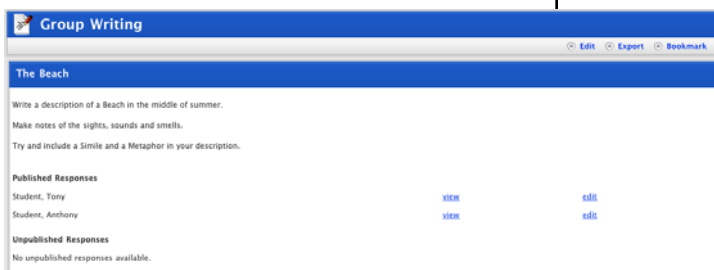 Group Writing
Edit Export Bookmark
The Beach
Write a description of a Beach in the middle of summer.
Make notes of the sights, sounds and smells.
Try and include a Simile and a Metaphor in your description.
Published Responses
Student, Tony view edit
Student, Anthony view edit
Unpublished Responses
No unpublished responses available.